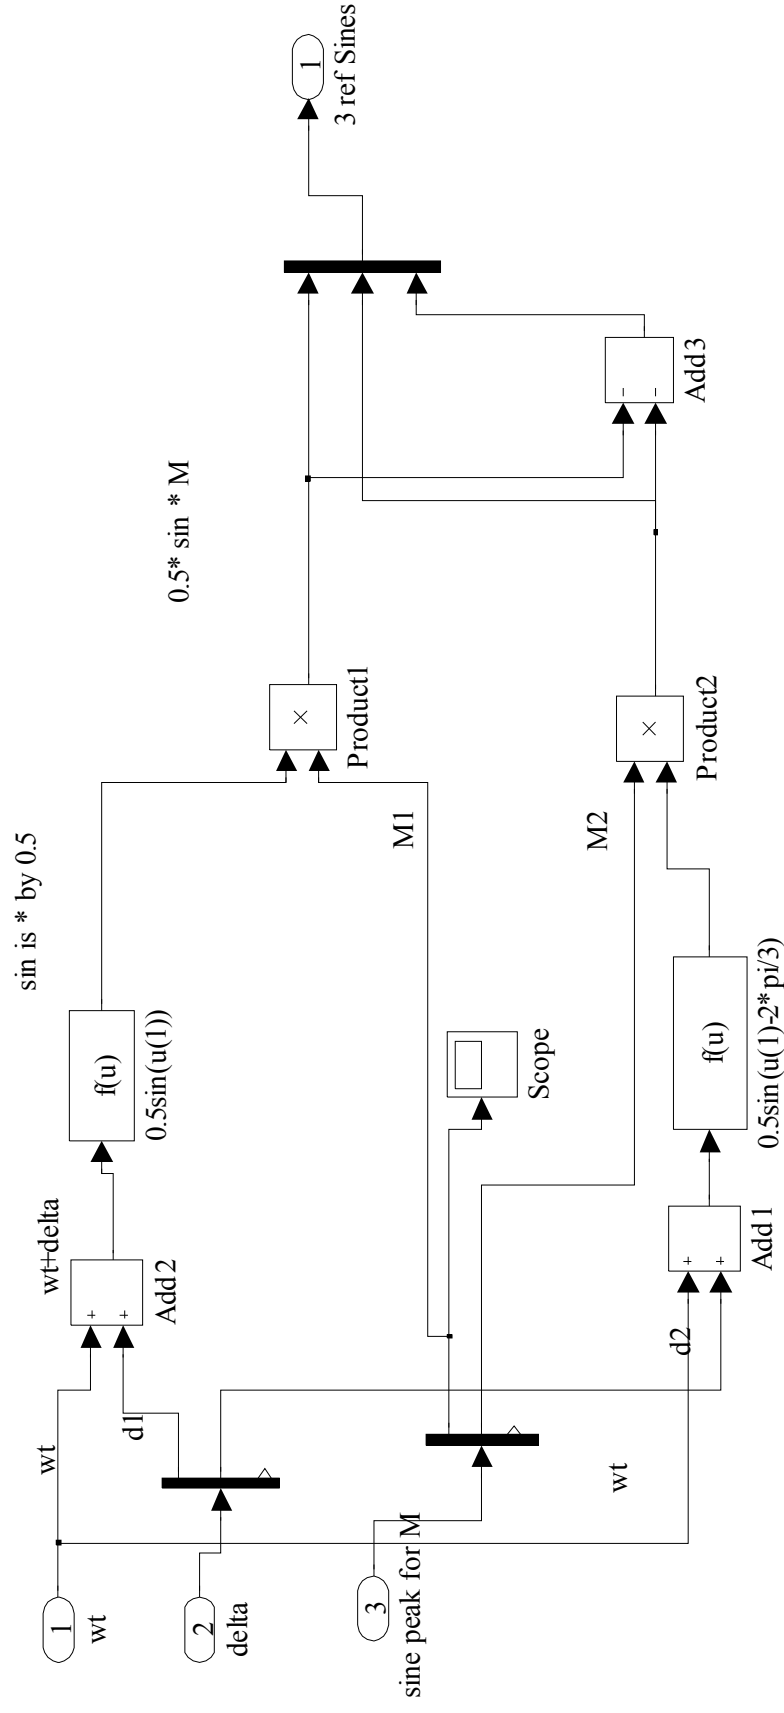 1
wt
2
delta
3
sine peak for M
wt
d1
wt
wt+delta
+
+
Add2
d2
+
+
Add1
sin is * by 0.5
f(u)
0.5sin(u(1))
Scope
f(u)
0.5sin(u(1)-2*pi/3)
M1
M2
×
Product1
×
Product2
0.5* sin * M
−
−
Add3
1
3 ref Sines